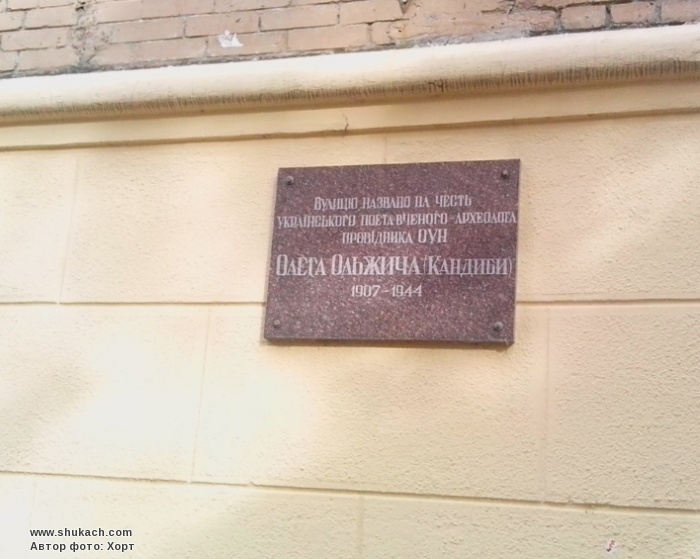 Вулицю названо на честь
українського поета вченого-археолога
провідника ОУН
Олега Ольжича (Кандиби)
1907-1944
www.shukach.com
Автор фото: Хорт